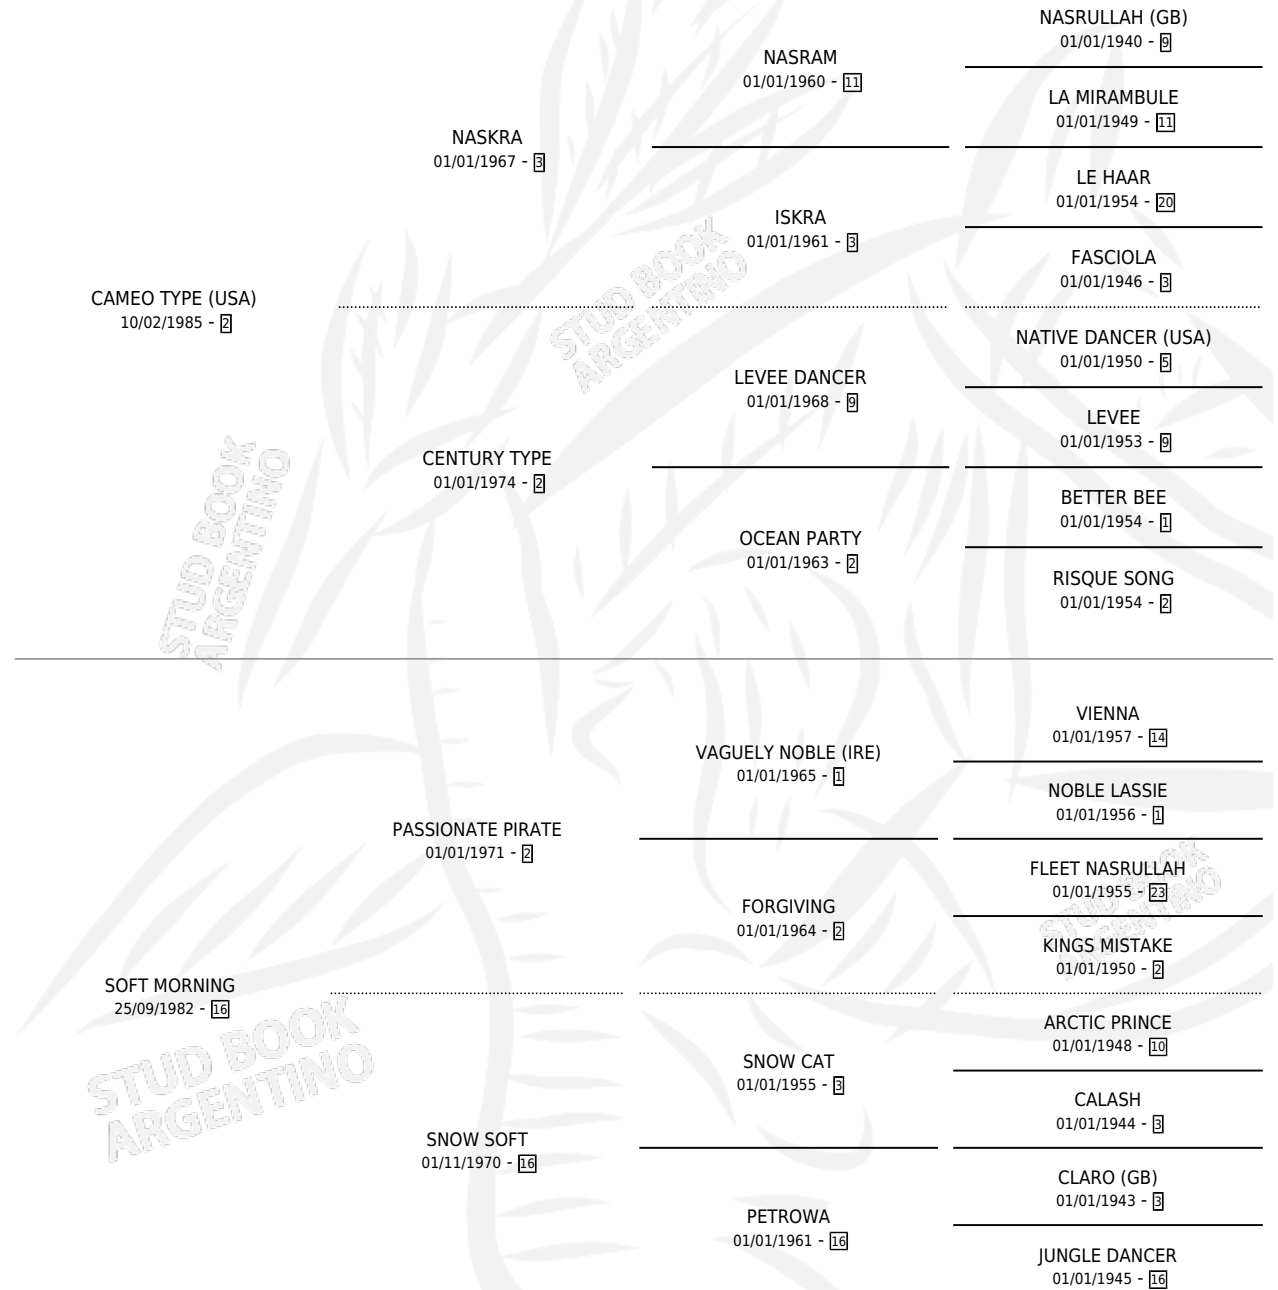 NASRULLAH (GB)
01/01/1940 - 9
NASRAM
01/01/1960 - 11
LA MIRAMBULE
01/01/1949 - 11
NASKRA
01/01/1967 - 3
LE HAAR
01/01/1954 - 20
ISKRA
01/01/1961 - 3
FASCIOLA
01/01/1946 - 3
CAMEO TYPE (USA)
10/02/1985 - 2
NATIVE DANCER (USA)
01/01/1950 - 5
LEVEE DANCER
01/01/1968 - 9
LEVEE
01/01/1953 - 9
CENTURY TYPE
01/01/1974 - 2
BETTER BEE
01/01/1954 - 1
OCEAN PARTY
01/01/1963 - 2
RISQUE SONG
01/01/1954 - 2
VIENNA
01/01/1957 - 14
VAGUELY NOBLE (IRE)
01/01/1965 - 1
NOBLE LASSIE
01/01/1956 - 1
PASSIONATE PIRATE
01/01/1971 - 2
FLEET NASRULLAH
01/01/1955 - 23
FORGIVING
01/01/1964 - 2
KINGS MISTAKE
01/01/1950 - 2
SOFT MORNING
25/09/1982 - 16
ARCTIC PRINCE
01/01/1948 - 10
SNOW CAT
01/01/1955 - 3
CALASH
01/01/1944 - 3
SNOW SOFT
01/11/1970 - 16
CLARO (GB)
01/01/1943 - 3
PETROWA
01/01/1961 - 16
JUNGLE DANCER
01/01/1945 - 16
STUD BOOK
ARGENTINO
STUD BOOK
ARGENTINO
STUD BOOK
ARGENTINO
STUD BOOK
ARGENTINO